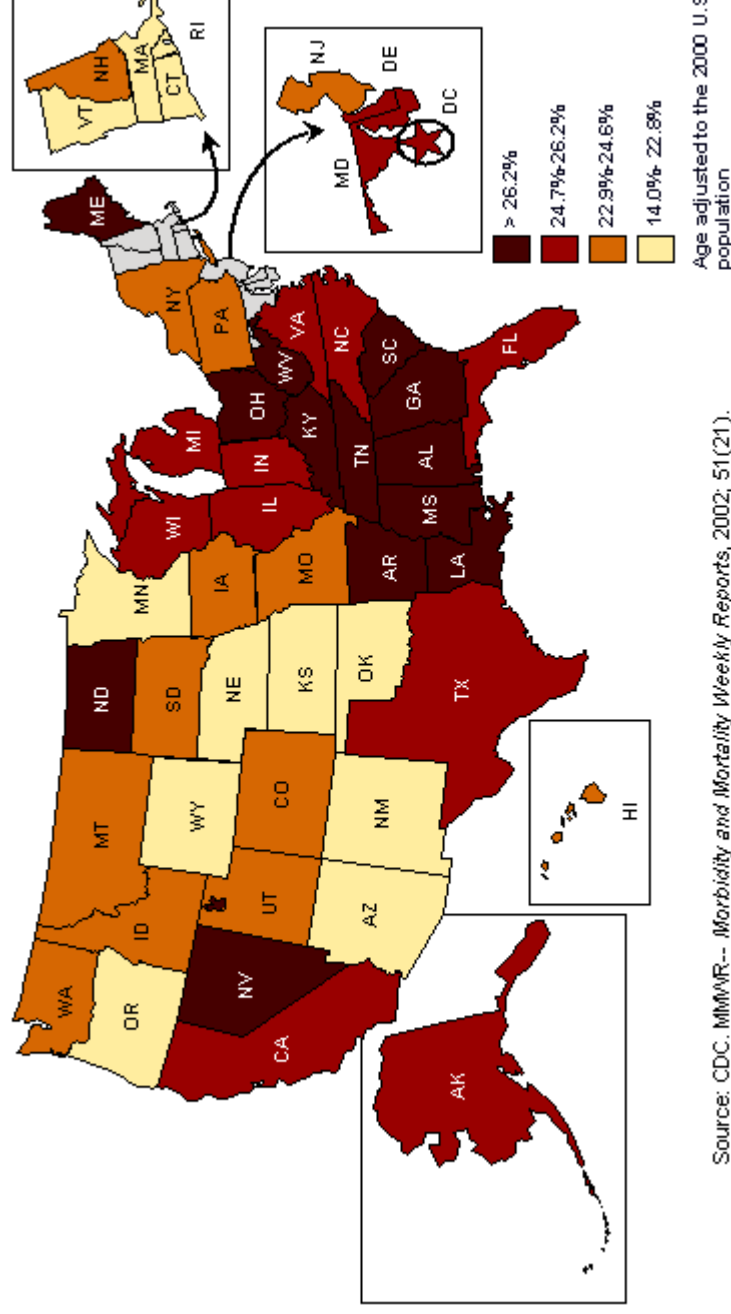 WA
OR
CA
NV
ID
MT
WY
UT
AZ
CO
NM
ND
SD
NE
KS
OK
TX
MN
IA
MO
AR
LA
WI
IL
MI
IN
OH
KY
TN
MS
AL
GA
SC
NC
VA
WV
FL
PA
NY
ME
VT
NH
MA
CT
RI
NJ
DE
MD
DC
AK
HI
> 26.2%
24.7%-26.2%
22.9%-24.6%
14.0%- 22.8%
Age adjusted to the 2000 U.S
population
Source: CDC. MMWR-- Morbidity and Mortality Weekly Reports, 2002; 51(21).